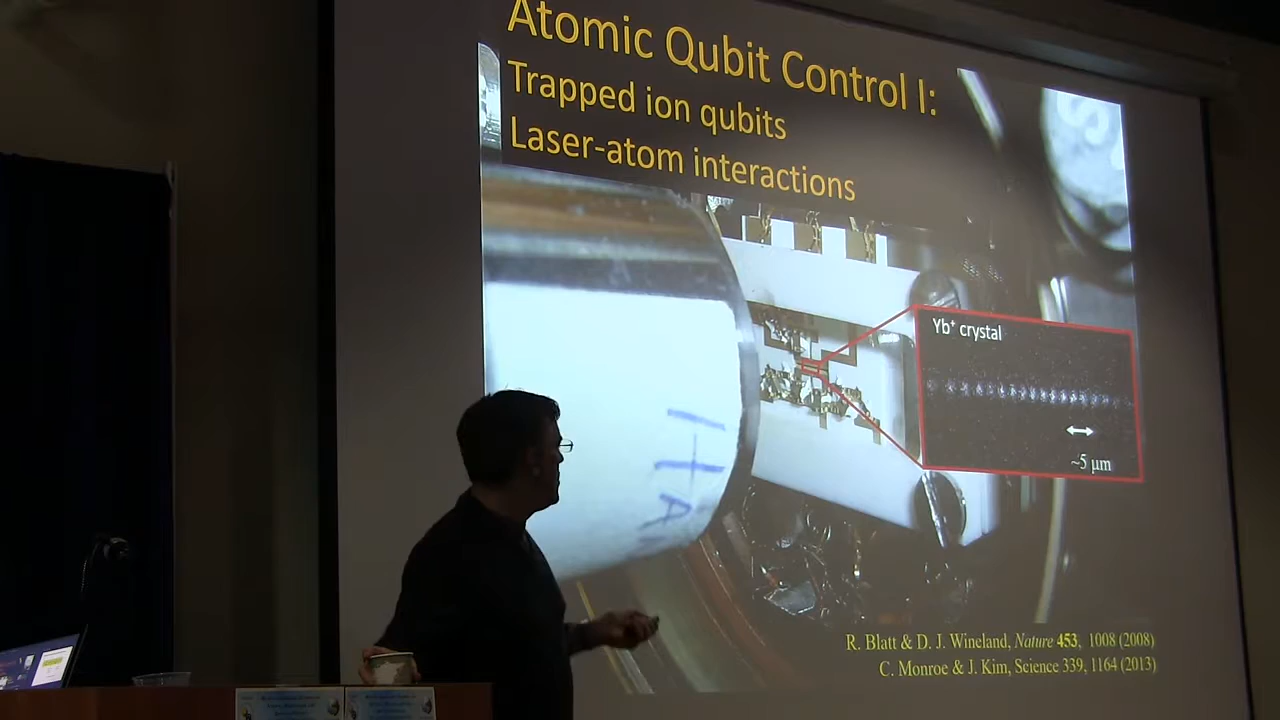 Atomic Qubit Control I:
Trapped ion qubits
Laser-atom interactions
Yb⁺ crystal
~5 μm
R. Blatt & D. J. Wineland, Nature 453, 1008 (2008)
C. Monroe & J. Kim, Science 339, 1164 (2013)